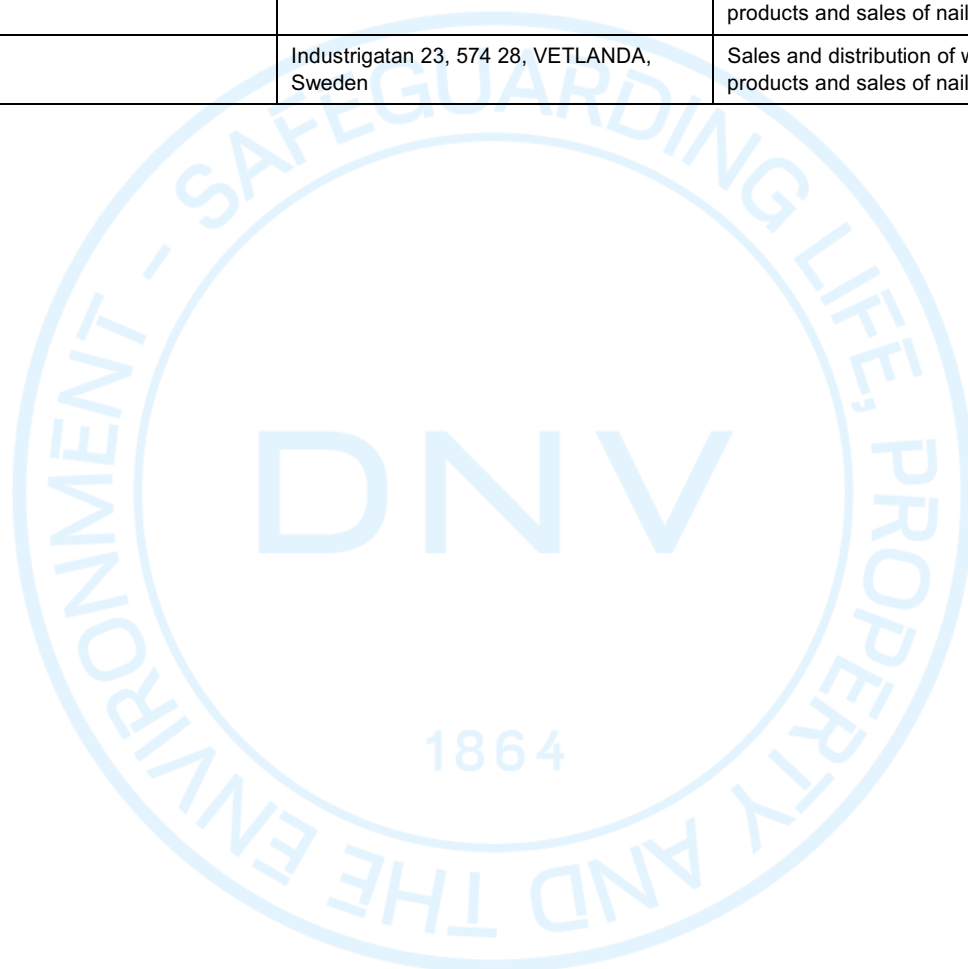 products and sales of nail
Industrigatan 23, 574 28, VETLANDA,
Sweden
Sales and distribution of
products and sales of nail
SAFEGUARDING LIFE, PROPERTY AND THE ENVIRONMENT -
DNV
1864